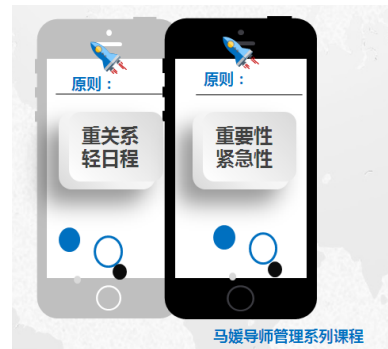 原则：
重关系
轻日程
原则：
重要性
紧急性
马媛导师管理系列课程